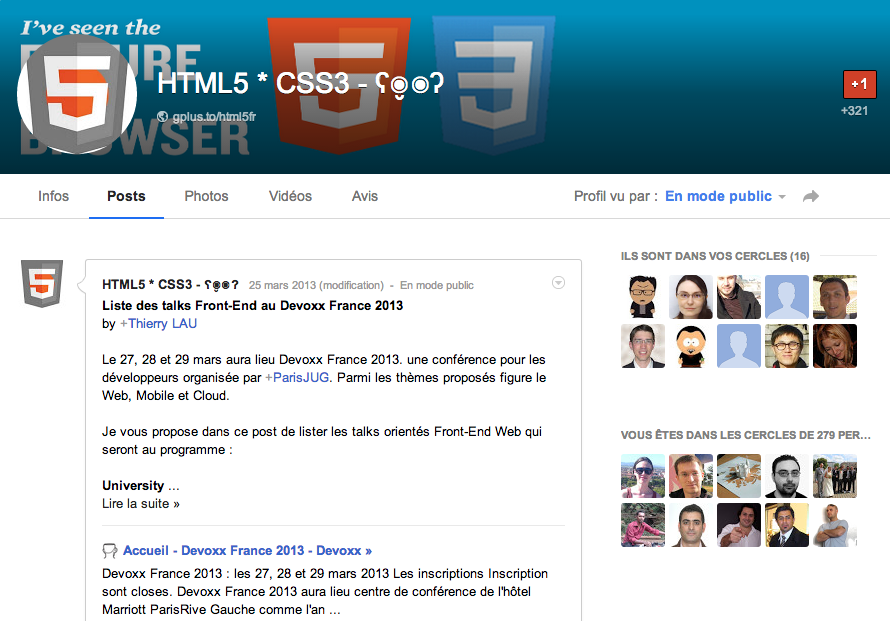 I've seen the
FUTURE
BROWSER
HTML5 * CSS3 - ʕ◉̫◉ʔ
gplus.to/html5fr
+1
+321
Infos
Posts
Photos
Vidéos
Avis
Profil vu par : En mode public
HTML5 * CSS3 - ʕ◉̫◉ʔ 25 mars 2013 (modification) - En mode public
Liste des talks Front-End au Devoxx France 2013
by +Thierry LAU
Le 27, 28 et 29 mars aura lieu Devoxx France 2013. une conférence pour les
développeurs organisée par +ParisJUG. Parmi les thèmes proposés figure le
Web, Mobile et Cloud.
Je vous propose dans ce post de lister les talks orientés Front-End Web qui
seront au programme :
University ...
Lire la suite »
Accueil - Devoxx France 2013 - Devoxx »
Devoxx France 2013 : les 27, 28 et 29 mars 2013 Les inscriptions Inscription
sont closes. Devoxx France 2013 aura lieu centre de conférence de l'hôtel
Marriott ParisRive Gauche comme l'an ...
ILS SONT DANS VOS CERCLES (16)
VOUS ÊTES DANS LES CERCLES DE 279 PER...